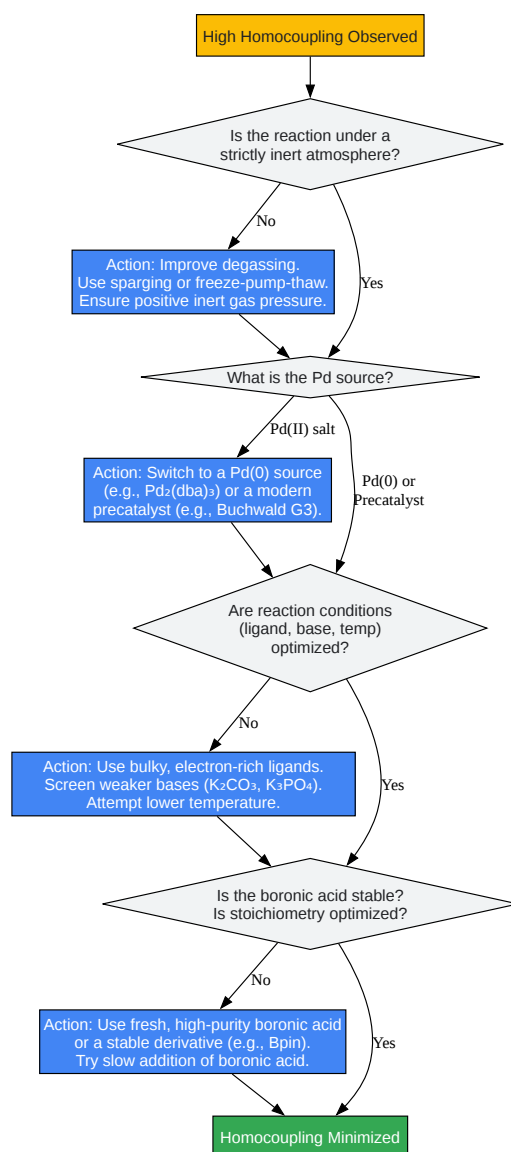 High Homocoupling Observed
Is the reaction under a
strictly inert atmosphere?
No
Action: Improve degassing.
Use sparging or freeze-pump-thaw.
Ensure positive inert gas pressure.
Yes
What is the Pd source?
Pd(II) salt
Action: Switch to a Pd(0) source
(e.g., Pd₂(dba)₃) or a modern
precatalyst (e.g., Buchwald G3).
Pd(0) or
Precatalyst
Are reaction conditions
(ligand, base, temp)
optimized?
No
Action: Use bulky, electron-rich ligands.
Screen weaker bases (K₂CO₃, K₃PO₄).
Attempt lower temperature.
Yes
Is the boronic acid stable?
Is stoichiometry optimized?
No
Action: Use fresh, high-purity boronic acid
or a stable derivative (e.g., Bpin).
Try slow addition of boronic acid.
Yes
Homocoupling Minimized